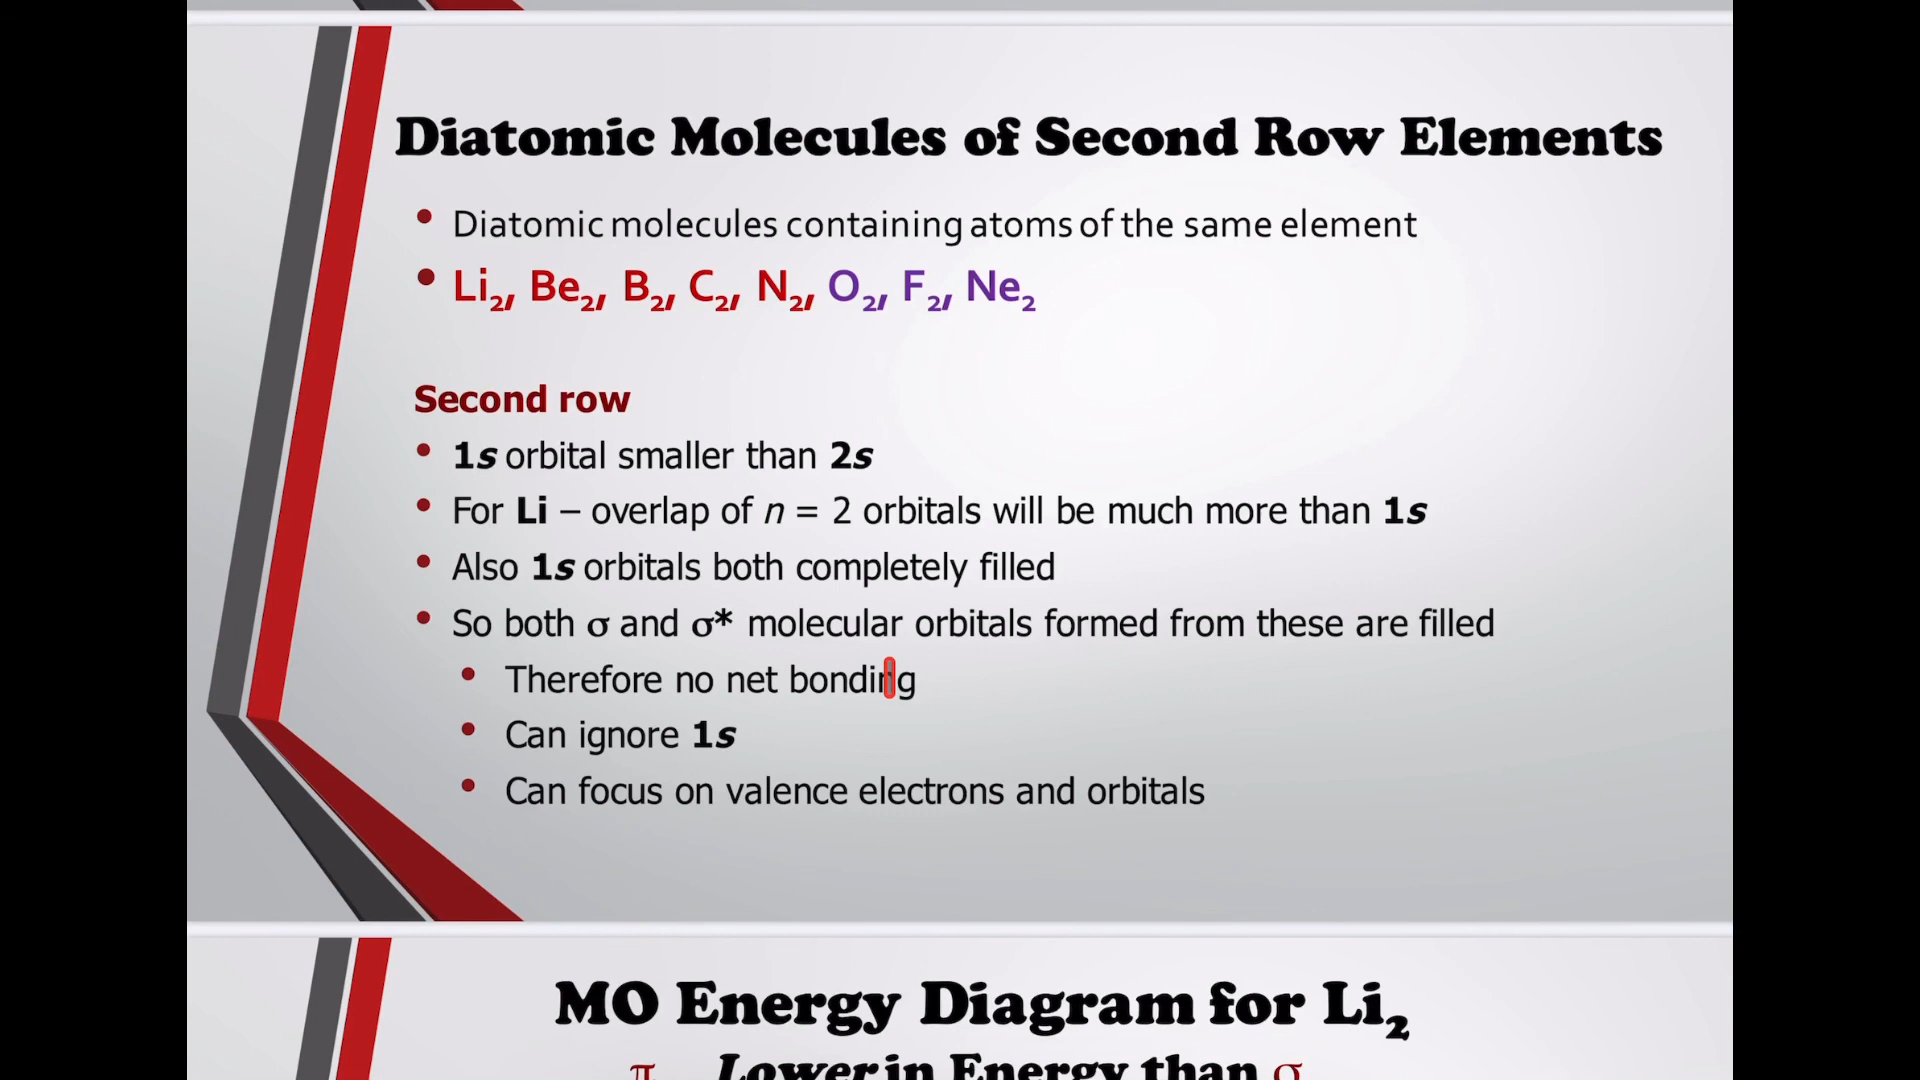 Diatomic Molecules of Second Row Elements
• Diatomic molecules containing atoms of the same element
• Li₂, Be₂, B₂, C₂, N₂, O₂, F₂, Ne₂
Second row
• 1s orbital smaller than 2s
• For Li – overlap of n = 2 orbitals will be much more than 1s
• Also 1s orbitals both completely filled
• So both σ and σ* molecular orbitals formed from these are filled
• Therefore no net bonding
• Can ignore 1s
• Can focus on valence electrons and orbitals
MO Energy Diagram for Li₂
π Lower in Energy than σ